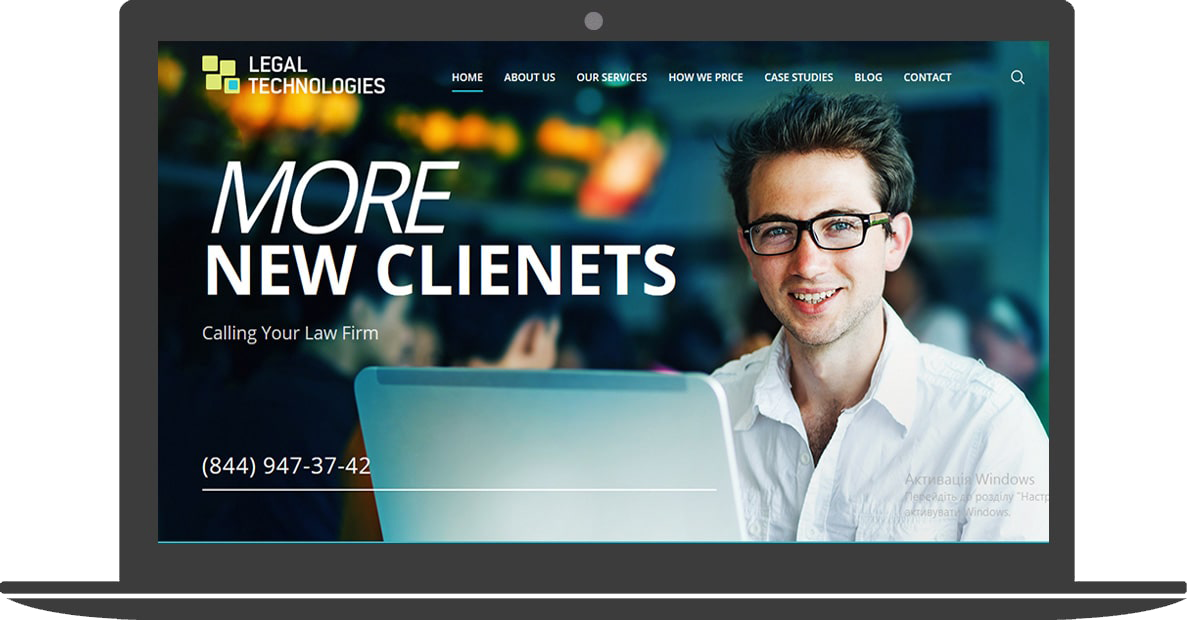 LEGAL
TECHNOLOGIES
HOME ABOUT US OUR SERVICES HOW WE PRICE CASE STUDIES BLOG CONTACT
MORE
NEW CLIENETS
Calling Your Law Firm
(844) 947-37-42
Активація Windows
Перейдіть до розділу "Настр
активувати Windows.